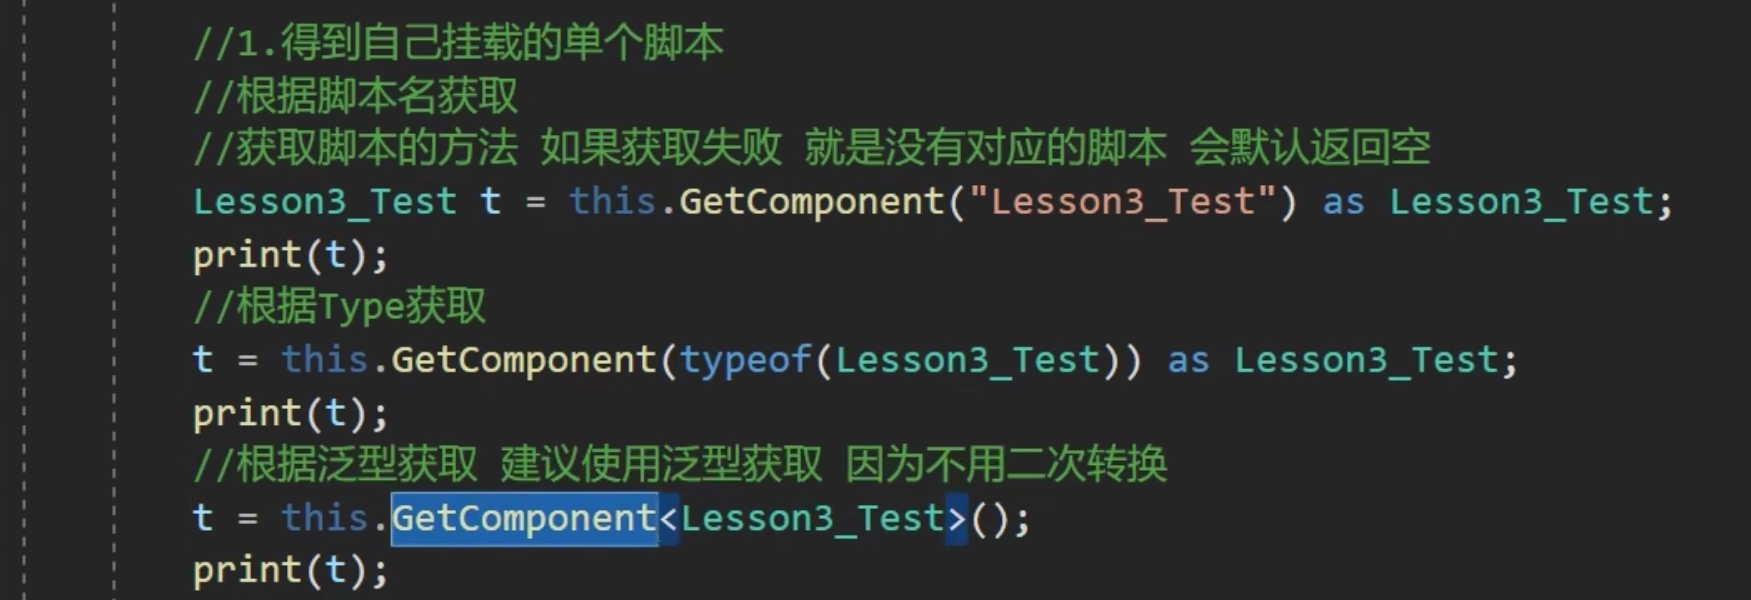 //1.得到自己挂载的单个脚本
//根据脚本名获取
//获取脚本的方法 如果获取失败 就是没有对应的脚本 会默认返回空
Lesson3_Test t = this.GetComponent("Lesson3_Test") as Lesson3_Test;
print(t);
//根据Type获取
t = this.GetComponent(typeof(Lesson3_Test)) as Lesson3_Test;
print(t);
//根据泛型获取 建议使用泛型获取 因为不用二次转换
t = this.GetComponent<Lesson3_Test>();
print(t);